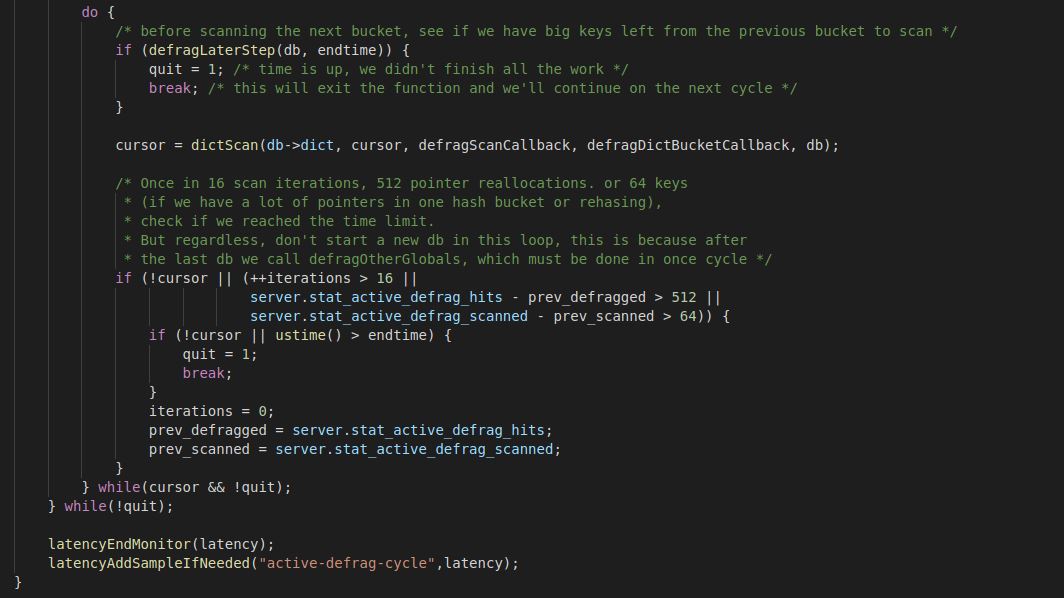 do {
/* before scanning the next bucket, see if we have big keys left from the previous bucket to scan */
if (defragLaterStep(db, endtime)) {
quit = 1; /* time is up, we didn't finish all the work */
break; /* this will exit the function and we'll continue on the next cycle */
}
cursor = dictScan(db->dict, cursor, defragScanCallback, defragDictBucketCallback, db);
/* Once in 16 scan iterations, 512 pointer reallocations. or 64 keys
* (if we have a lot of pointers in one hash bucket or rehasing),
* check if we reached the time limit.
* But regardless, don't start a new db in this loop, this is because after
* the last db we call defragOtherGlobals, which must be done in once cycle */
if (!cursor || (++iterations > 16 ||
server.stat_active_defrag_hits - prev_defragged > 512 ||
server.stat_active_defrag_scanned - prev_scanned > 64)) {
if (!cursor || ustime() > endtime) {
quit = 1;
break;
}
iterations = 0;
prev_defragged = server.stat_active_defrag_hits;
prev_scanned = server.stat_active_defrag_scanned;
}
} while(cursor && !quit);
} while(!quit);
latencyEndMonitor(latency);
latencyAddSampleIfNeeded("active-defrag-cycle",latency);
}